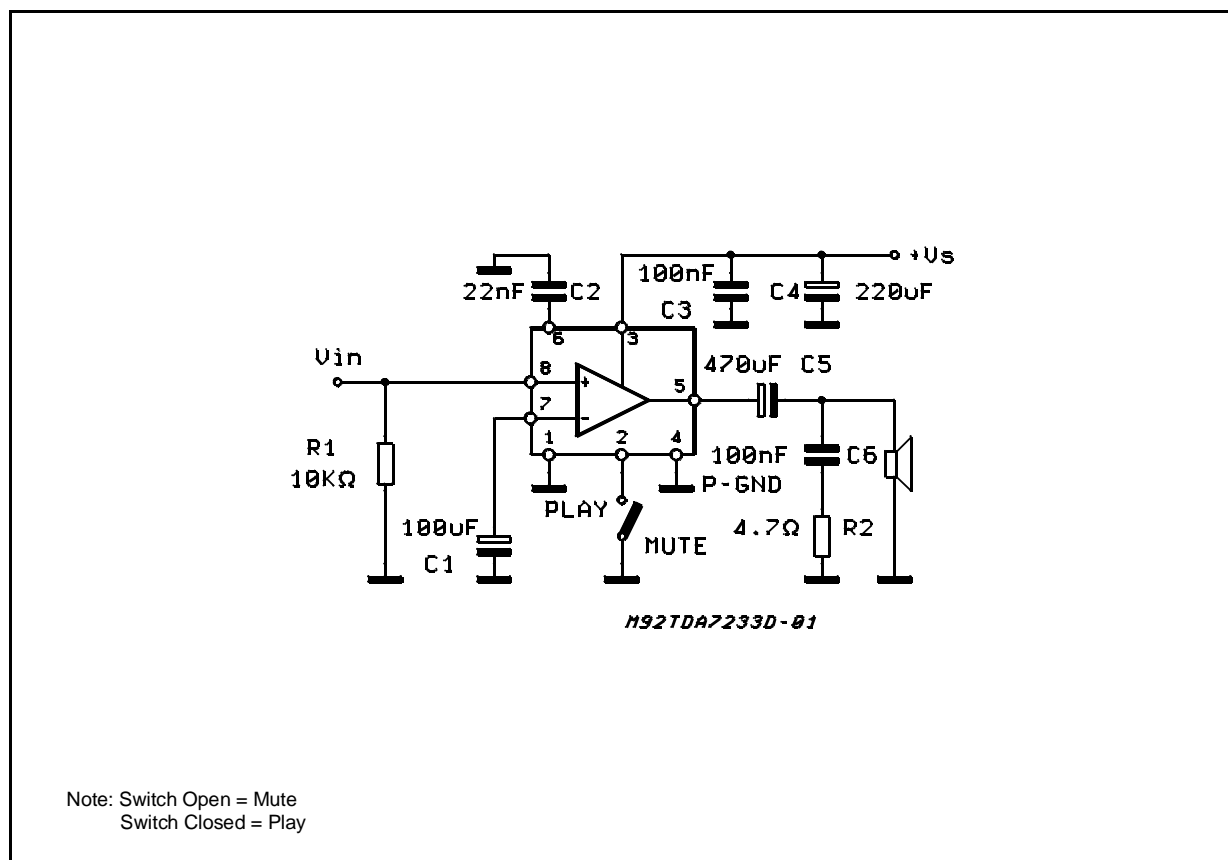 +Vs
100nF
22nF C2
C4 220uF
C3
6 3
Vin
470uF C5
8
5
+
7
-
1 2 4
R1
10KΩ
100nF C6
P-GND
PLAY
100uF
4.7Ω R2
MUTE
C1
M92TDA7233D-01
Note: Switch Open = Mute
Switch Closed = Play